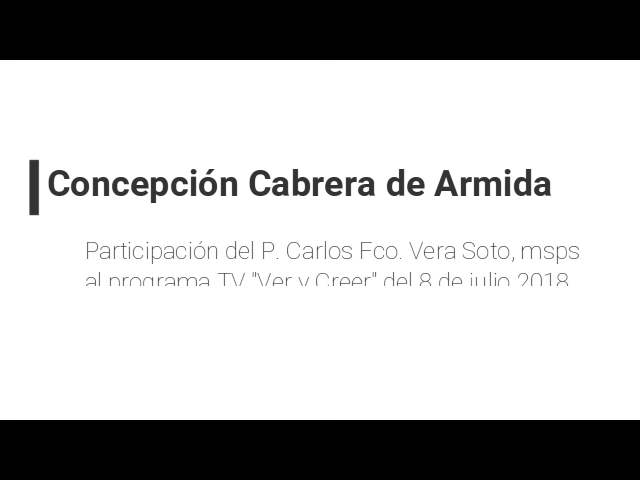 Concepción Cabrera de Armida
Participación del P. Carlos Fco. Vera Soto, msps
al programa TV "Ver y Creer" del 8 de julio 2018